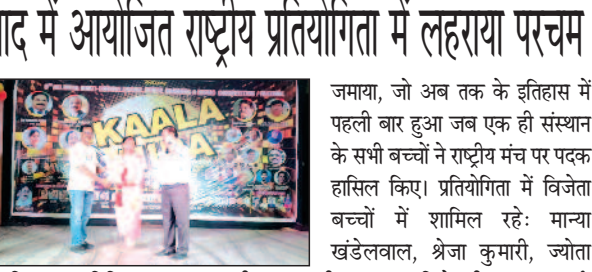 में आयोजित राष्ट्रीय प्रतियोगिता में लहराया परचम
KAALA
जमाया, जो अब तक के इतिहास में
पहली बार हुआ जब एक ही संस्थान
के सभी बच्चों ने राष्ट्रीय मंच पर पदक
हासिल किए। प्रतियोगिता में विजेता
बच्चों में शामिल रहेः मान्या
खंडेलवाल, श्रेजा कुमारी, ज्योता